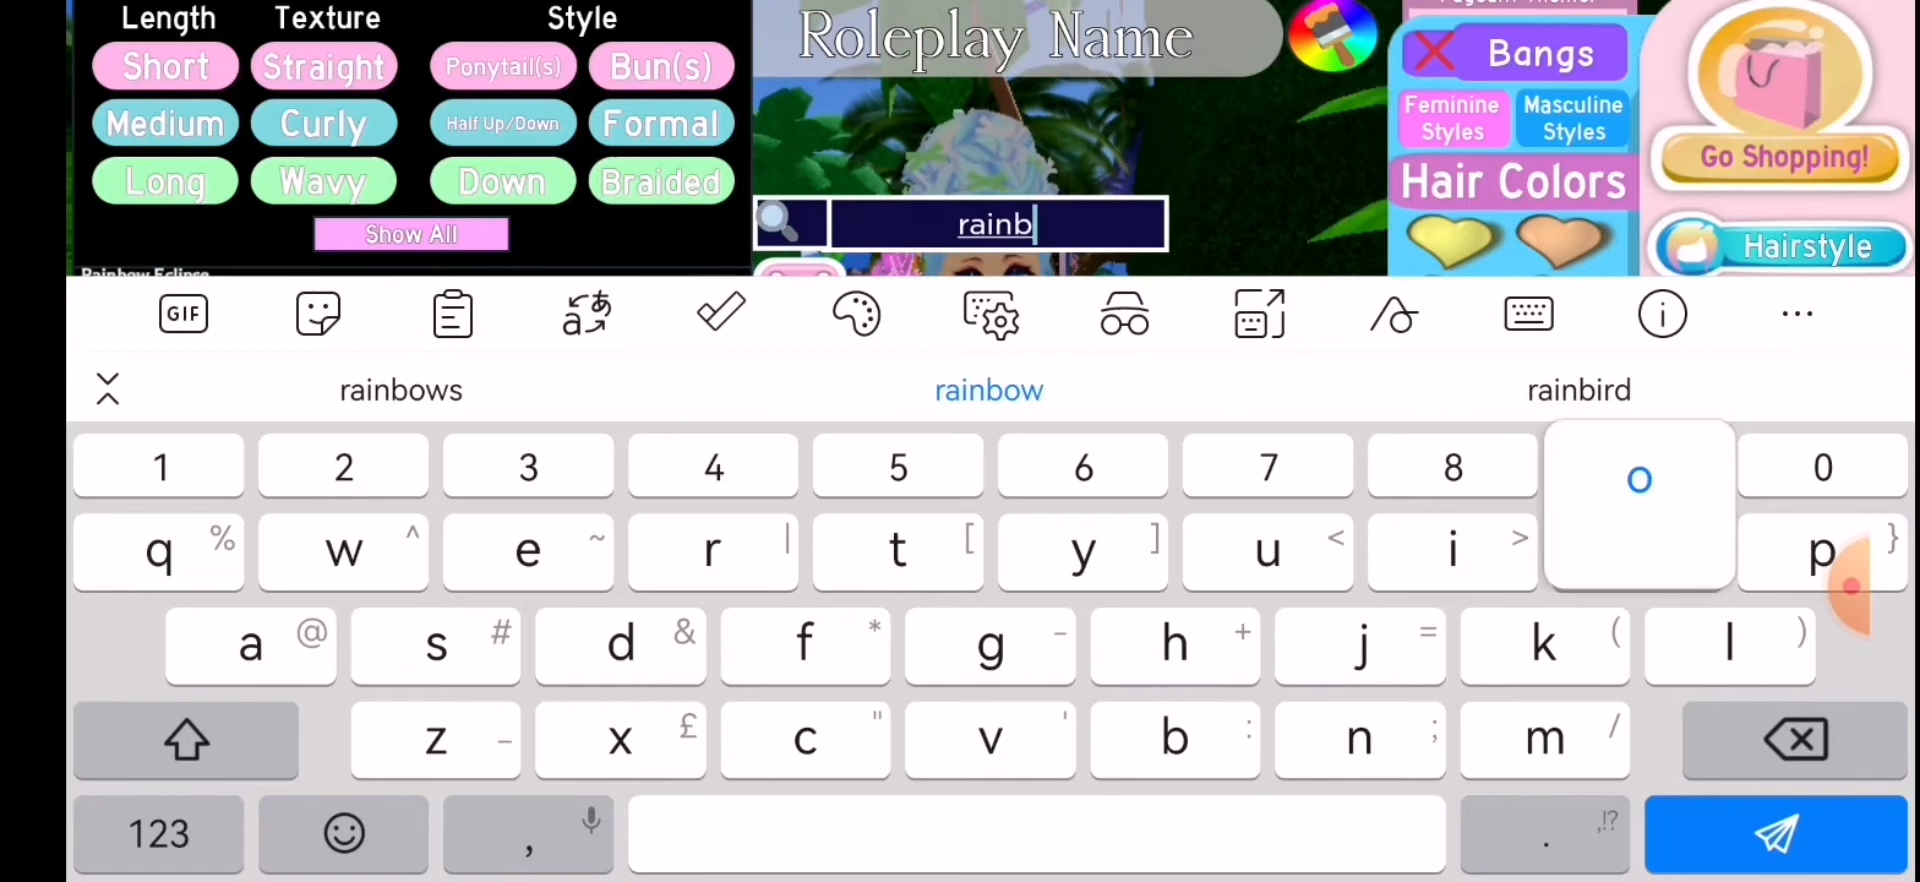 Length Texture Style
Short Straight Ponytail(s) Bun(s)
Medium Curly Half Up/Down Formal
Long Wavy Down Braided
Show All
Rainbow Eclipse
Roleplay Name
rainb
Bangs
Feminine Styles
Masculine Styles
Hair Colors
Go Shopping!
Hairstyle
GIF
rainbows rainbow rainbird
1 2 3 4 5 6 7 8 o 0
q % w ^ e ~ r | t [ y ] u < i > p }
a @ s # d & f * g - h + j = k ( l )
z _ x £ c " v ' b : n ; m /
123 , . ,!?